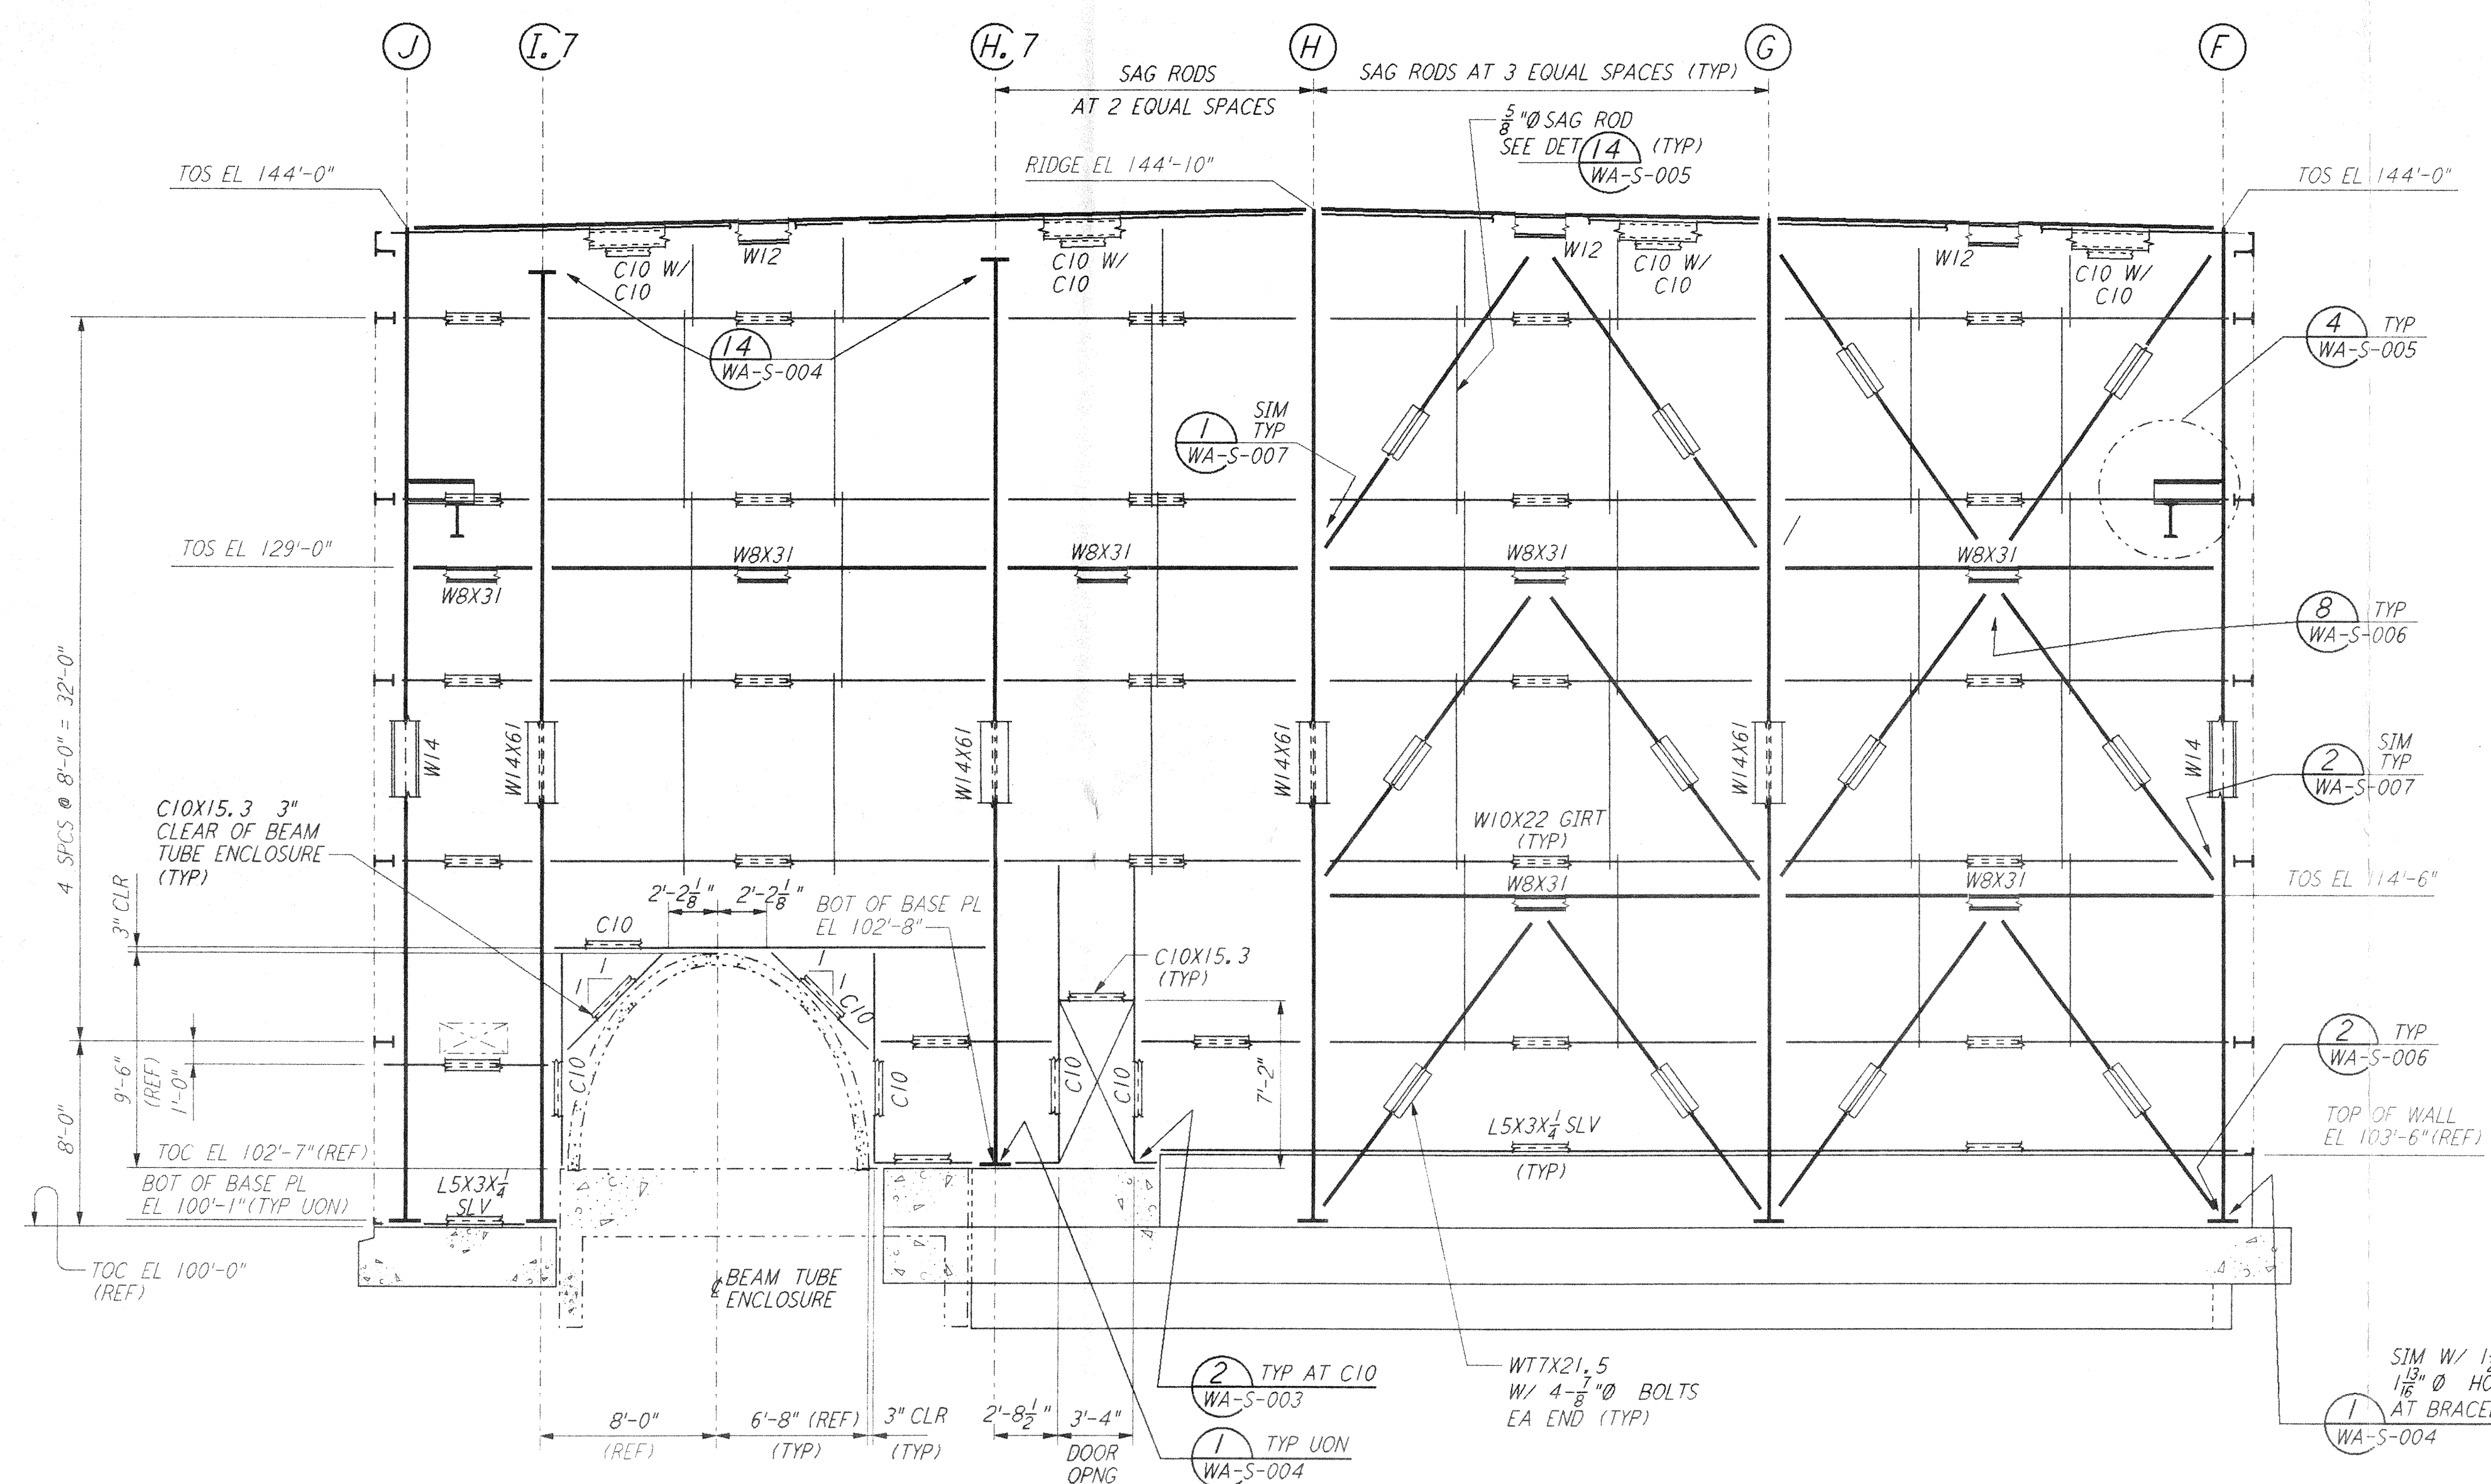 J
I.7
H.7
H
G
F
SAG RODS
AT 2 EQUAL SPACES
SAG RODS AT 3 EQUAL SPACES (TYP)
5/8"Ø SAG ROD
SEE DET 14 (TYP)
WA-S-005
TOS EL 144'-0"
RIDGE EL 144'-10"
TOS EL 144'-0"
C10 W/
C10
W12
C10 W/
C10
W12
C10 W/
C10
W12
C10 W/
C10
14
WA-S-004
4 TYP
WA-S-005
1 SIM
TYP
WA-S-007
TOS EL 129'-0"
W8X31
W8X31
W8X31
W8X31
W8X31
8 TYP
WA-S-006
4 SPCS @ 8'-0" = 32'-0"
W14
W14X61
W14X61
W14X61
W14X61
W14
2 SIM
TYP
WA-S-007
C10X15.3 3"
CLEAR OF BEAM
TUBE ENCLOSURE
(TYP)
W10X22 GIRT
(TYP)
W8X31
W8X31
TOS EL 114'-6"
3" CLR
2'-2 1/8"
2'-2 1/8"
BOT OF BASE PL
EL 102'-8"
C10
C10X15.3
(TYP)
1
1
1
1
C10
C10
C10
C10
C10
7'-2"
9'-6"
(REF)
1'-0"
8'-0"
2 TYP
WA-S-006
TOP OF WALL
EL 103'-6" (REF)
L5X3X1/4 SLV
(TYP)
TOC EL 102'-7" (REF)
BOT OF BASE PL
EL 100'-1" (TYP UON)
L5X3X1/4
SLV
TOC EL 100'-0"
(REF)
℄ BEAM TUBE
ENCLOSURE
2 TYP AT C10
WA-S-003
WT7X21.5
W/ 4-7/8"Ø BOLTS
EA END (TYP)
8'-0"
(REF)
6'-8" (REF)
(TYP)
3" CLR
(TYP)
2'-8 1/2"
3'-4"
DOOR
OPNG
1 TYP UON
WA-S-004
SIM W/
1 13/16" Ø
AT
1
WA-S-004